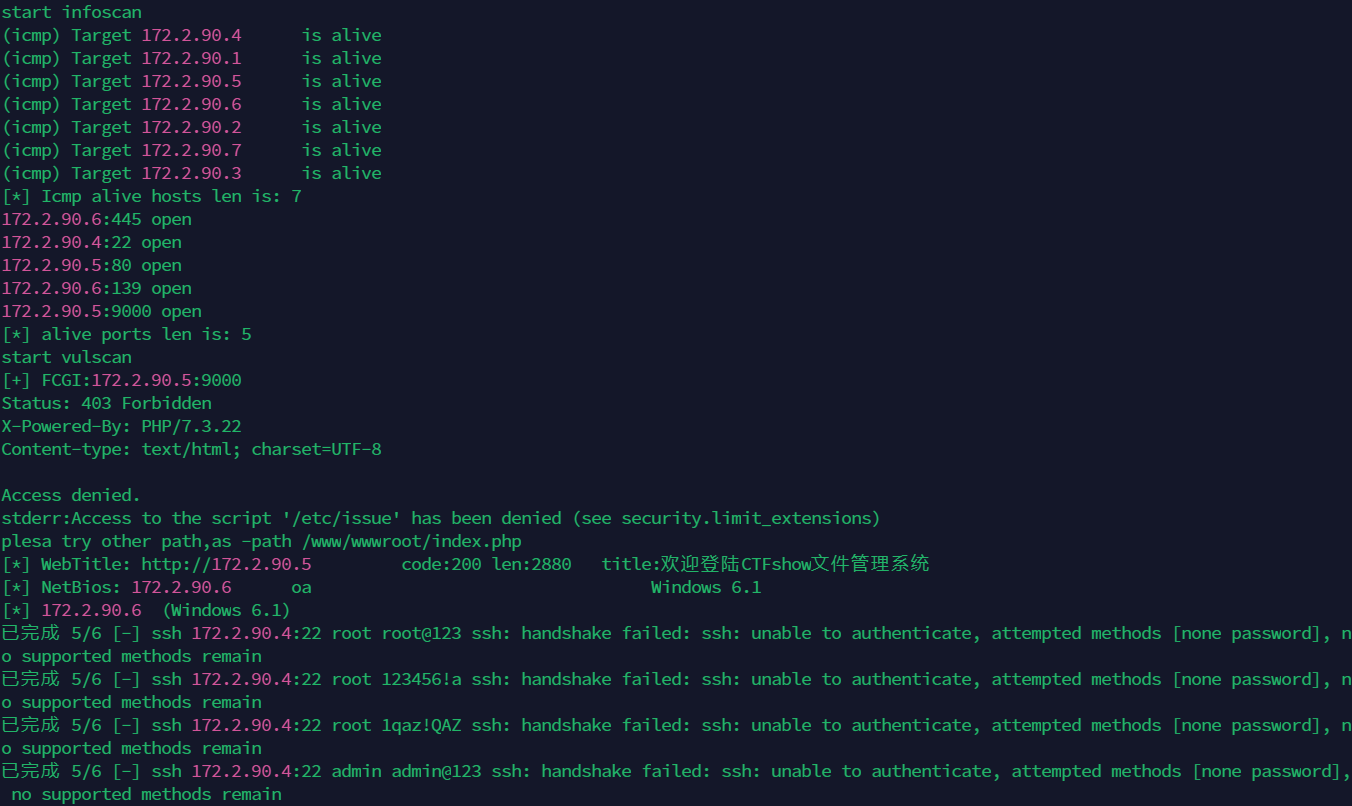 start infoscan
(icmp) Target 172.2.90.4      is alive
(icmp) Target 172.2.90.1      is alive
(icmp) Target 172.2.90.5      is alive
(icmp) Target 172.2.90.6      is alive
(icmp) Target 172.2.90.2      is alive
(icmp) Target 172.2.90.7      is alive
(icmp) Target 172.2.90.3      is alive
[*] Icmp alive hosts len is: 7
172.2.90.6:445 open
172.2.90.4:22 open
172.2.90.5:80 open
172.2.90.6:139 open
172.2.90.5:9000 open
[*] alive ports len is: 5
start vulscan
[+] FCGI:172.2.90.5:9000
Status: 403 Forbidden
X-Powered-By: PHP/7.3.22
Content-type: text/html; charset=UTF-8

Access denied.
stderr:Access to the script '/etc/issue' has been denied (see security.limit_extensions)
plesa try other path,as -path /www/wwwroot/index.php
[*] WebTitle: http://172.2.90.5         code:200 len:2880   title:欢迎登陆CTFshow文件管理系统
[*] NetBios: 172.2.90.6      oa                                  Windows 6.1
[*] 172.2.90.6  (Windows 6.1)
已完成 5/6 [-] ssh 172.2.90.4:22 root root@123 ssh: handshake failed: ssh: unable to authenticate, attempted methods [none password], n
o supported methods remain
已完成 5/6 [-] ssh 172.2.90.4:22 root 123456!a ssh: handshake failed: ssh: unable to authenticate, attempted methods [none password], n
o supported methods remain
已完成 5/6 [-] ssh 172.2.90.4:22 root 1qaz!QAZ ssh: handshake failed: ssh: unable to authenticate, attempted methods [none password], n
o supported methods remain
已完成 5/6 [-] ssh 172.2.90.4:22 admin admin@123 ssh: handshake failed: ssh: unable to authenticate, attempted methods [none password],
 no supported methods remain